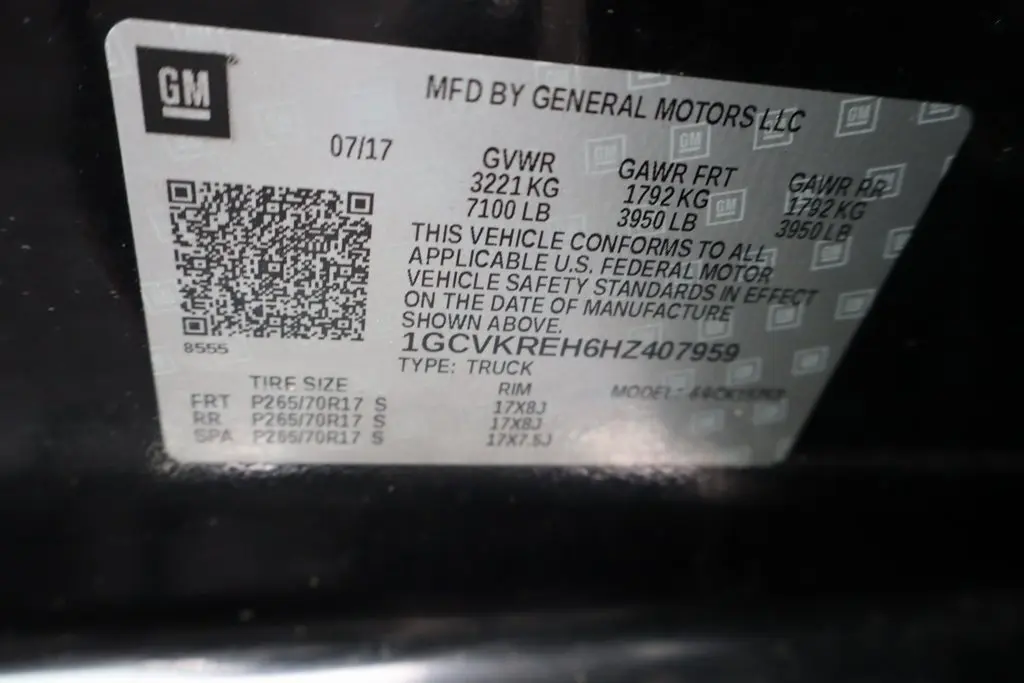 GM
MFD BY GENERAL MOTORS LLC
07/17
GVWR GAWR FRT GAWR RR
3221 KG 1792 KG 1792 KG
7100 LB 3950 LB 3950 LB
THIS VEHICLE CONFORMS TO ALL
APPLICABLE U.S. FEDERAL MOTOR
VEHICLE SAFETY STANDARDS IN EFFECT
ON THE DATE OF MANUFACTURE
SHOWN ABOVE.
8555
1GCVKREH6HZ407959
TYPE: TRUCK
TIRE SIZE RIM MODEL:
FRT P265/70R17 S 17X8J
RR P265/70R17 S 17X8J
SPA P265/70R17 S 17X7.5J